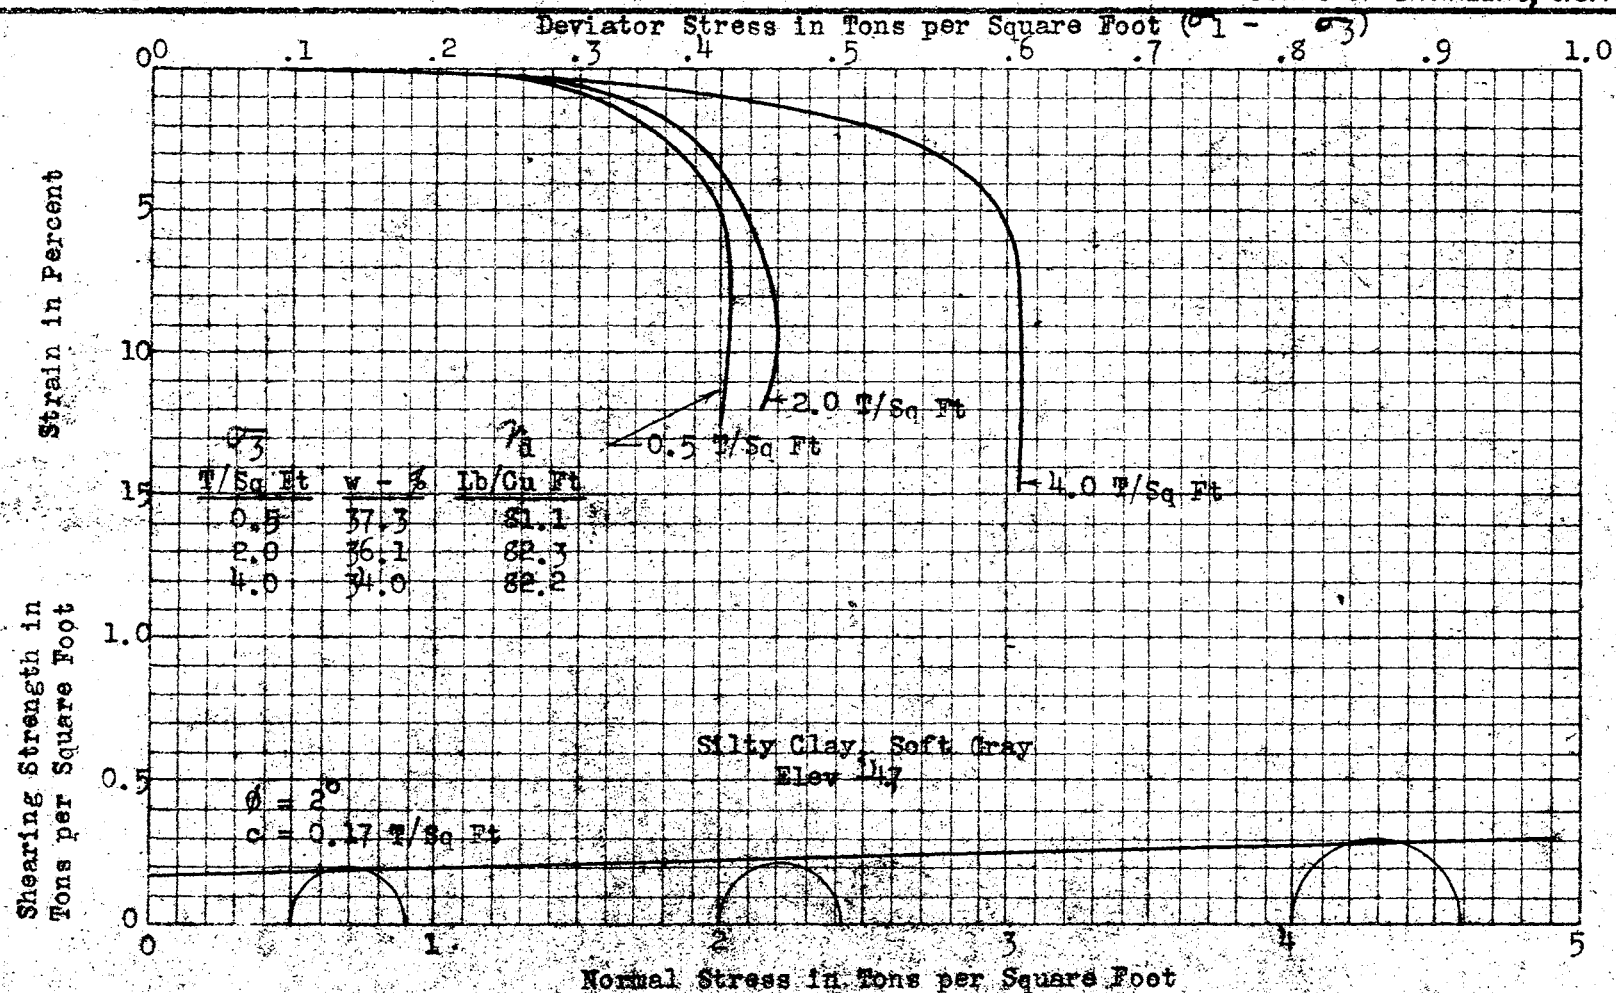 Deviator Stress in Tons per Square Foot (σ1 - σ3)
0 .1 .2 .3 .4 .5 .6 .7 .8 .9 1.0
0
5
10
15
Strain in Percent
2.0 T/Sq Ft
0.5 T/Sq Ft
4.0 T/Sq Ft
σ3 γd
T/Sq Ft w - % Lb/Cu Ft
0.5 37.3 81.1
2.0 36.1 82.3
4.0 34.0 82.2
Shearing Strength in
Tons per Square Foot
1.0
0.5
0
Silty Clay, Soft Gray
Elev 147
φ = 2°
c = 0.17 T/Sq Ft
0 1 2 3 4 5
Normal Stress in Tons per Square Foot